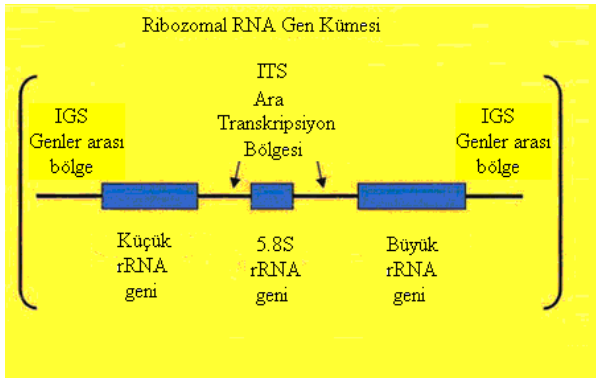 Ribozomal RNA Gen Kümesi
ITS
Ara
Transkripsiyon
Bölgesi
IGS
Genler arası
bölge
IGS
Genler arası
bölge
Küçük
rRNA
geni
5.8S
rRNA
geni
Büyük
rRNA
geni